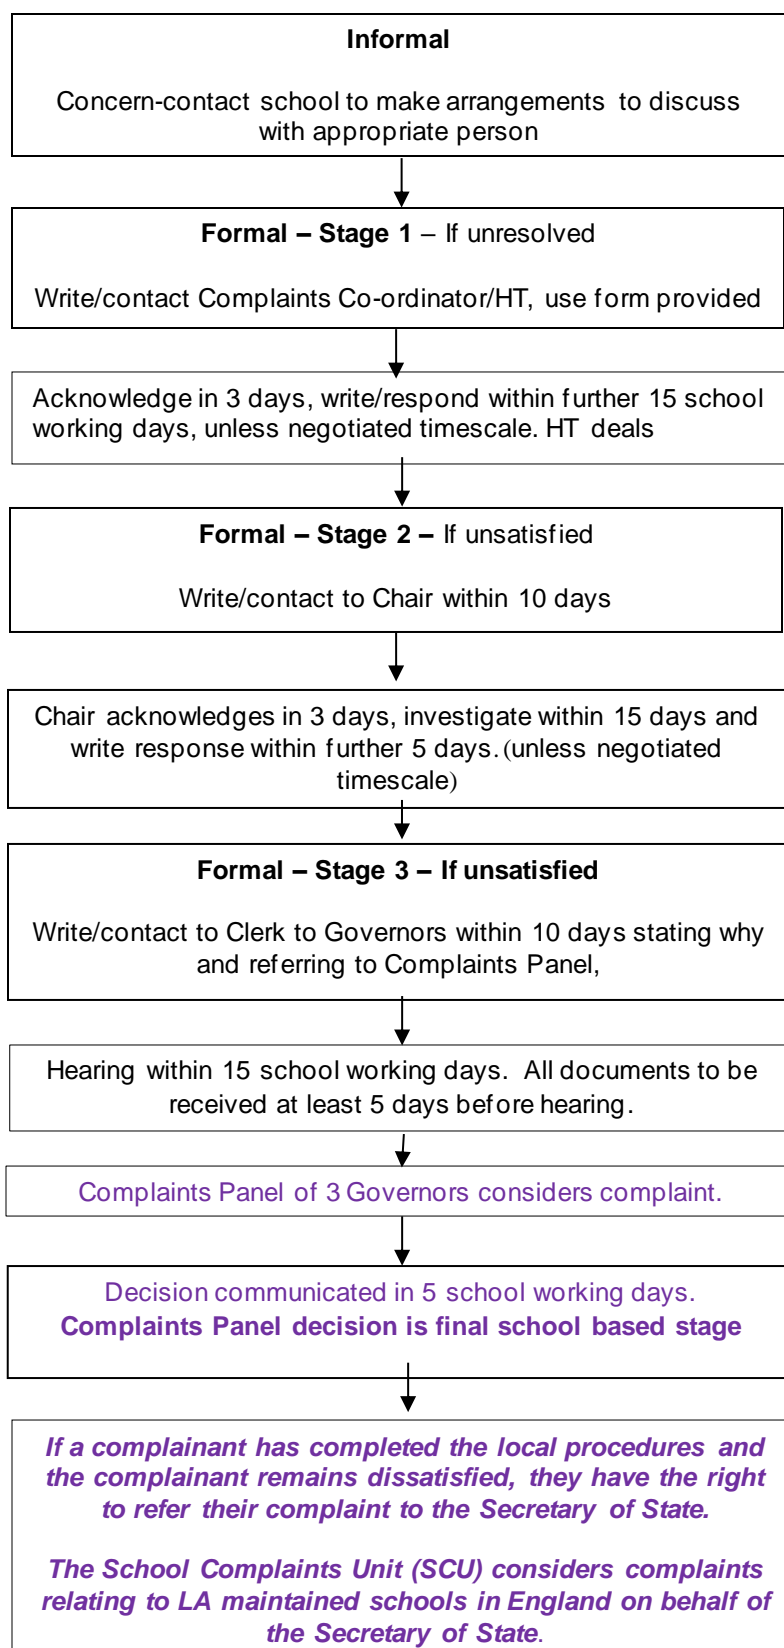 Informal
Concern-contact school to make arrangements to discuss
with appropriate person
Formal – Stage 1 – If unresolved
Write/contact Complaints Co-ordinator/HT, use form provided
Acknowledge in 3 days, write/respond within further 15 school
working days, unless negotiated timescale. HT deals
Formal – Stage 2 – If unsatisfied
Write/contact to Chair within 10 days
Chair acknowledges in 3 days, investigate within 15 days and
write response within further 5 days. (unless negotiated
timescale)
Formal – Stage 3 – If unsatisfied
Write/contact to Clerk to Governors within 10 days stating why
and referring to Complaints Panel,
Hearing within 15 school working days. All documents to be
received at least 5 days before hearing.
Complaints Panel of 3 Governors considers complaint.
Decision communicated in 5 school working days.
Complaints Panel decision is final school based stage
If a complainant has completed the local procedures and
the complainant remains dissatisfied, they have the right
to refer their complaint to the Secretary of State.
The School Complaints Unit (SCU) considers complaints
relating to LA maintained schools in England on behalf of
the Secretary of State.